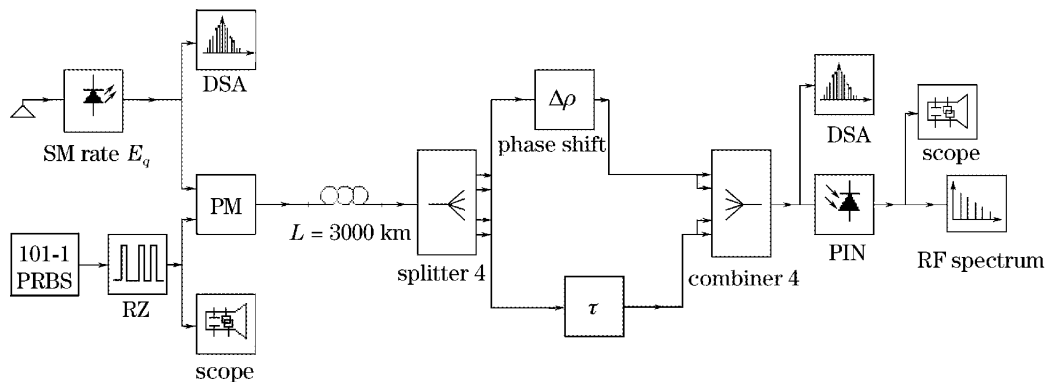 DSA
SM rate Eq
PM
L = 3000 km
101-1
PRBS
RZ
scope
splitter 4
Δρ
phase shift
τ
combiner 4
DSA
PIN
scope
RF spectrum